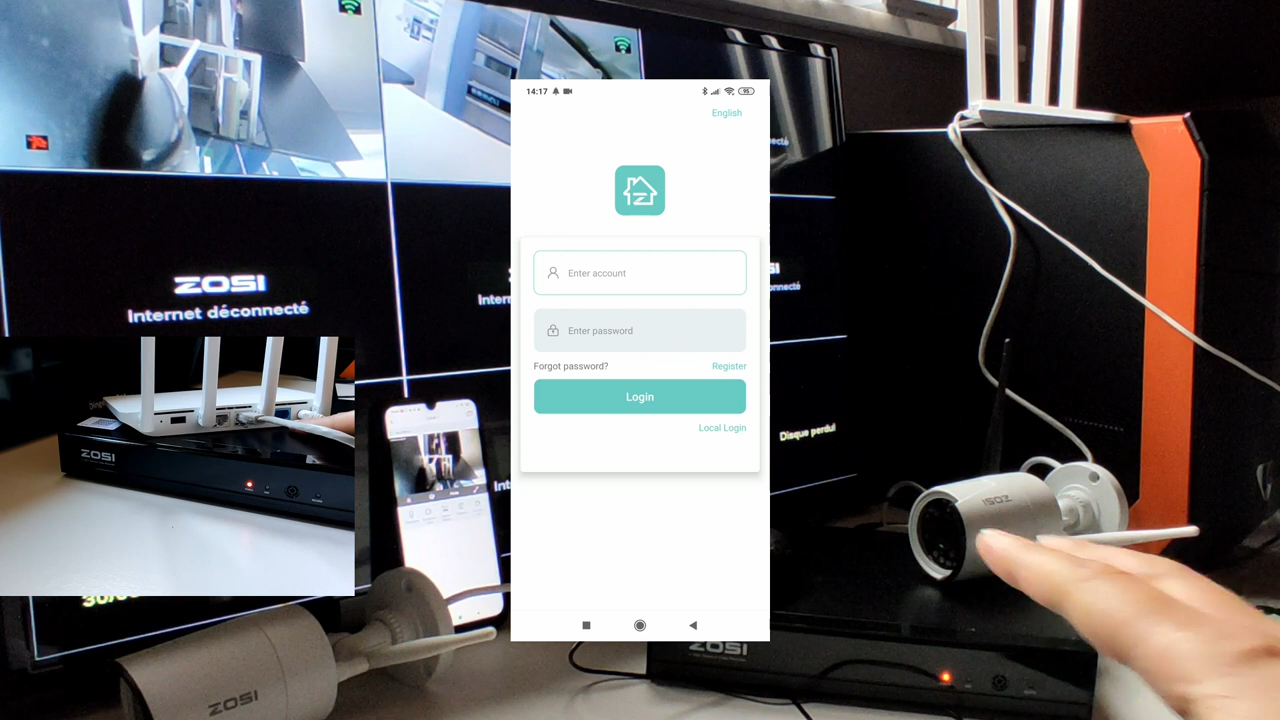 14:17
95
English
Enter account
Enter password
Forgot password?
Register
Login
Local Login
ZOSI
Internet déconnecté
ZOSI
Disque perdu
ZOSI
ZOSI
ZOSI